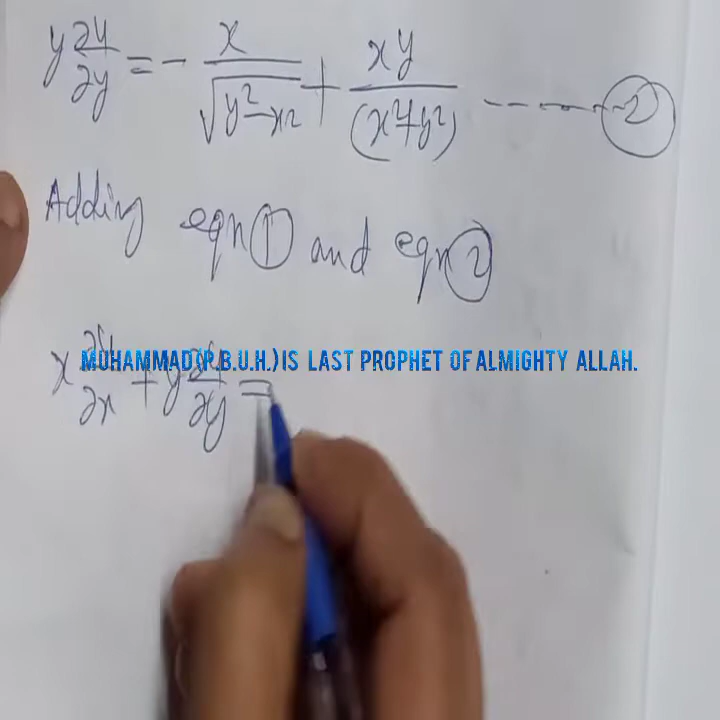 y ∂u/∂y = - x/√(y²-x²) + xy/(x²+y²) ------- ②
Adding eqn ① and eqn ②
MUHAMMAD(P.B.U.H.) IS LAST PROPHET OF ALMIGHTY ALLAH.
x ∂u/∂x + y ∂u/∂y =